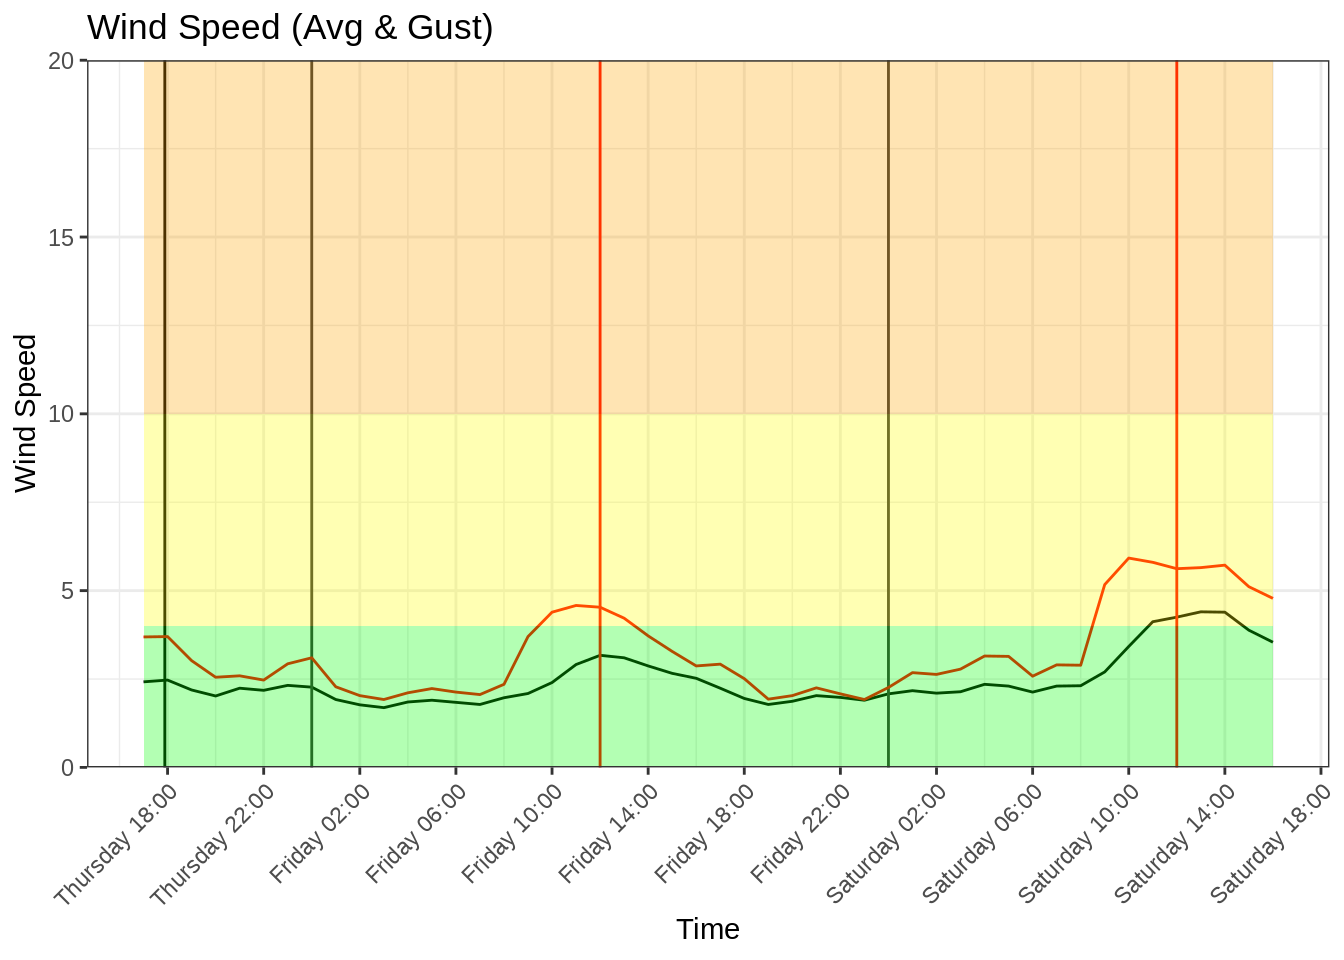 Wind Speed (Avg & Gust)
20
15
10
5
0
Wind Speed
Thursday 18:00
Thursday 22:00
Friday 02:00
Friday 06:00
Friday 10:00
Friday 14:00
Friday 18:00
Friday 22:00
Saturday 02:00
Saturday 06:00
Saturday 10:00
Saturday 14:00
Saturday 18:00
Time